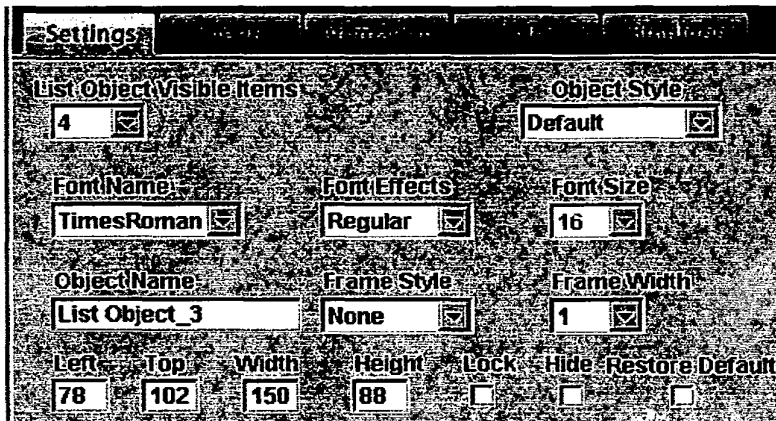 Settings
List Object Visible Items Object Style
4 Default
Font Name Font Effects Font Size
TimesRoman Regular 16
Object Name Frame Style Frame Width
List Object_3 None 1
Left Top Width Height Lock Hide Restore Default
78 102 150 88